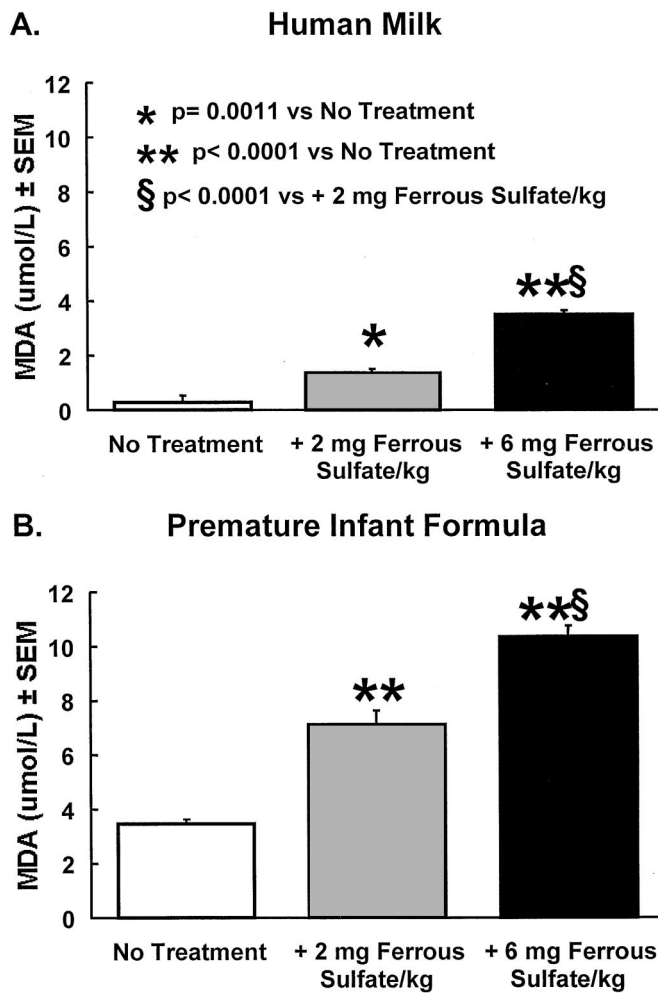 A.
Human Milk
12
10
8
6
4
2
0
MDA (umol/L) ± SEM
* p= 0.0011 vs No Treatment
** p< 0.0001 vs No Treatment
§ p< 0.0001 vs + 2 mg Ferrous Sulfate/kg
*
**§
No Treatment
+ 2 mg Ferrous
Sulfate/kg
+ 6 mg Ferrous
Sulfate/kg
B.
Premature Infant Formula
12
10
8
6
4
2
0
MDA (umol/L) ± SEM
**
**§
No Treatment
+ 2 mg Ferrous
Sulfate/kg
+ 6 mg Ferrous
Sulfate/kg